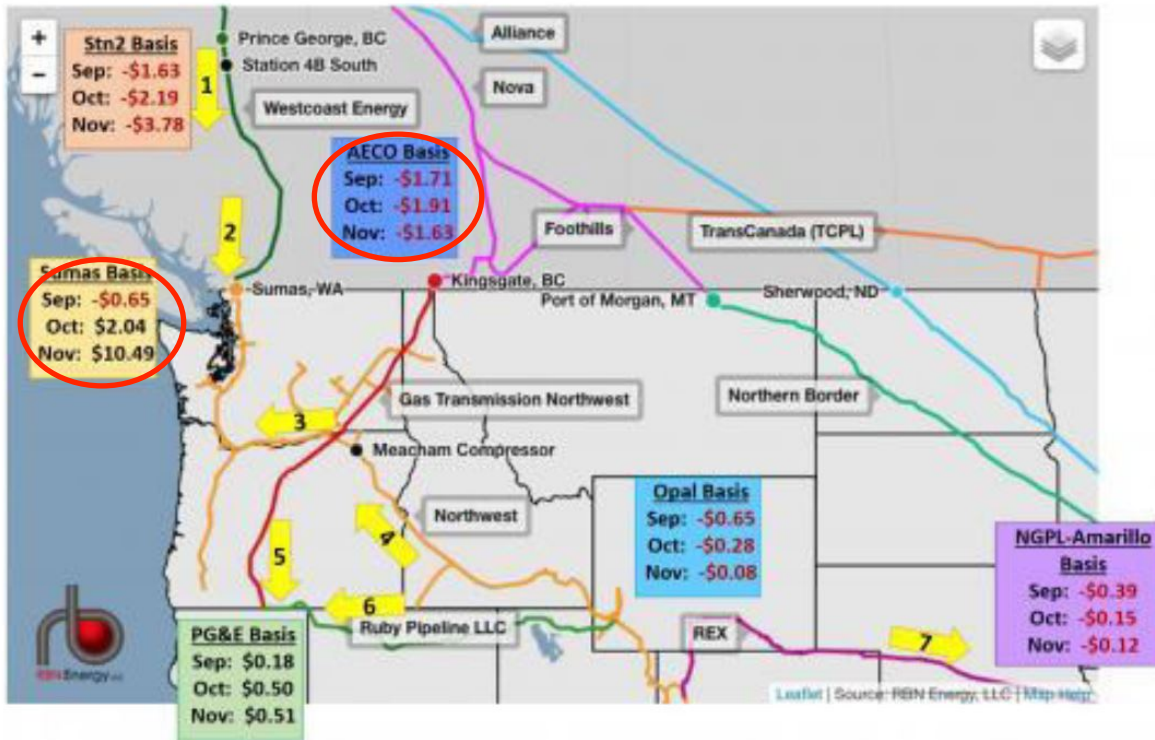 +
−
Stn2 Basis
Sep: -$1.63
Oct: -$2.19
Nov: -$3.78
1
Prince George, BC
Station 4B South
Westcoast Energy
Alliance
Nova
AECO Basis
Sep: -$1.71
Oct: -$1.91
Nov: -$1.63
2
Foothills
TransCanada (TCPL)
Sumas Basis
Sep: -$0.65
Oct: $2.04
Nov: $10.49
Sumas, WA
Kingsgate, BC
Port of Morgan, MT
Sherwood, ND
Gas Transmission Northwest
Northern Border
3
Meacham Compressor
Opal Basis
Sep: -$0.65
Oct: -$0.28
Nov: -$0.08
Northwest
4
5
NGPL-Amarillo
Basis
Sep: -$0.39
Oct: -$0.15
Nov: -$0.12
6
Ruby Pipeline LLC
REX
7
rb
RBN Energy LLC
PG&E Basis
Sep: $0.18
Oct: $0.50
Nov: $0.51
Leaflet | Source: RBN Energy, LLC | Map Help